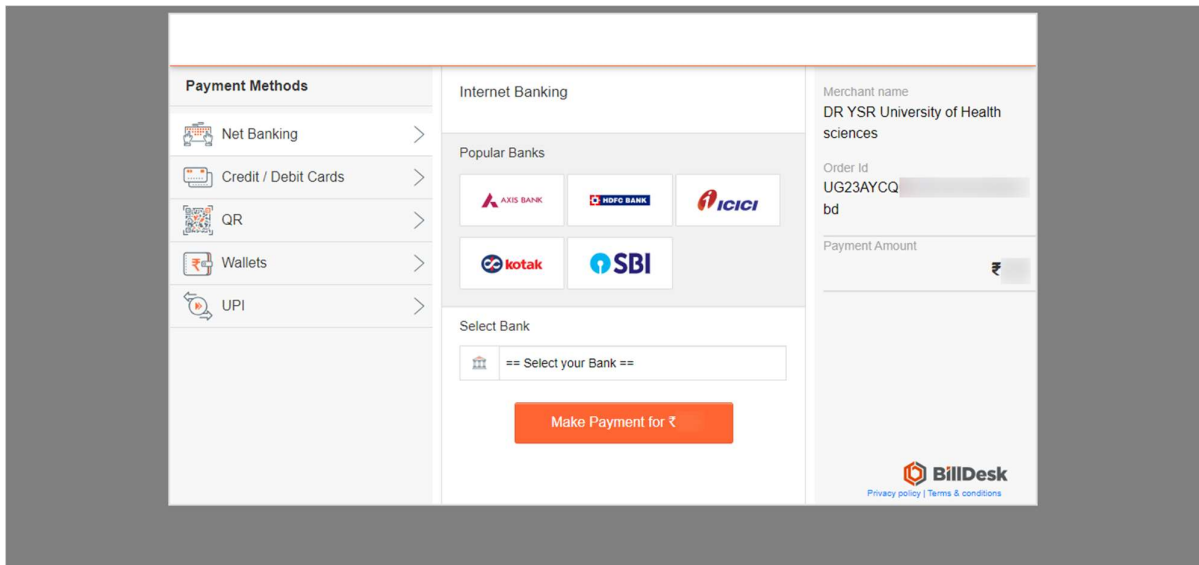 Payment Methods
Net Banking
Credit / Debit Cards
QR
Wallets
UPI
Internet Banking
Popular Banks
AXIS BANK
HDFC BANK
ICICI
kotak
SBI
Select Bank
== Select your Bank ==
Make Payment for ₹
Merchant name
DR YSR University of Health
sciences
Order Id
UG23AYCQ
bd
Payment Amount
₹
BillDesk
Privacy policy | Terms & conditions